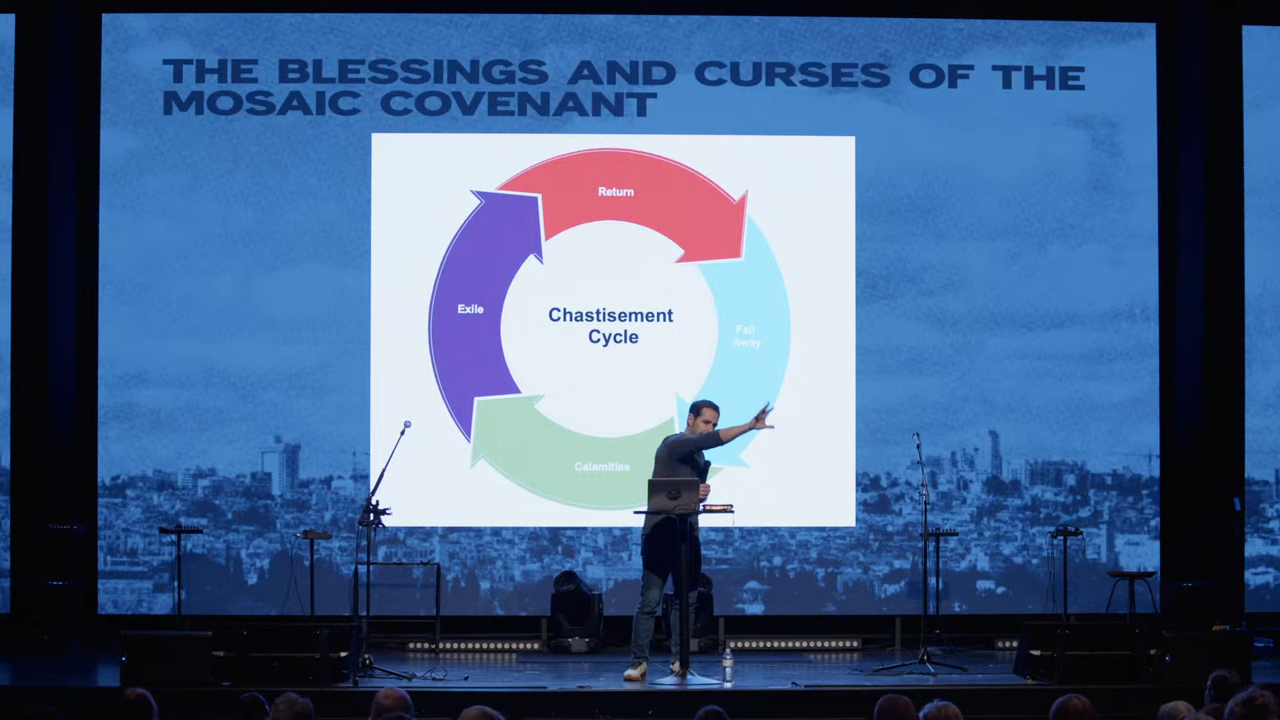 THE BLESSINGS AND CURSES OF THE
MOSAIC COVENANT
Return
Exile
Chastisement
Cycle
Fall
Away
Calamities